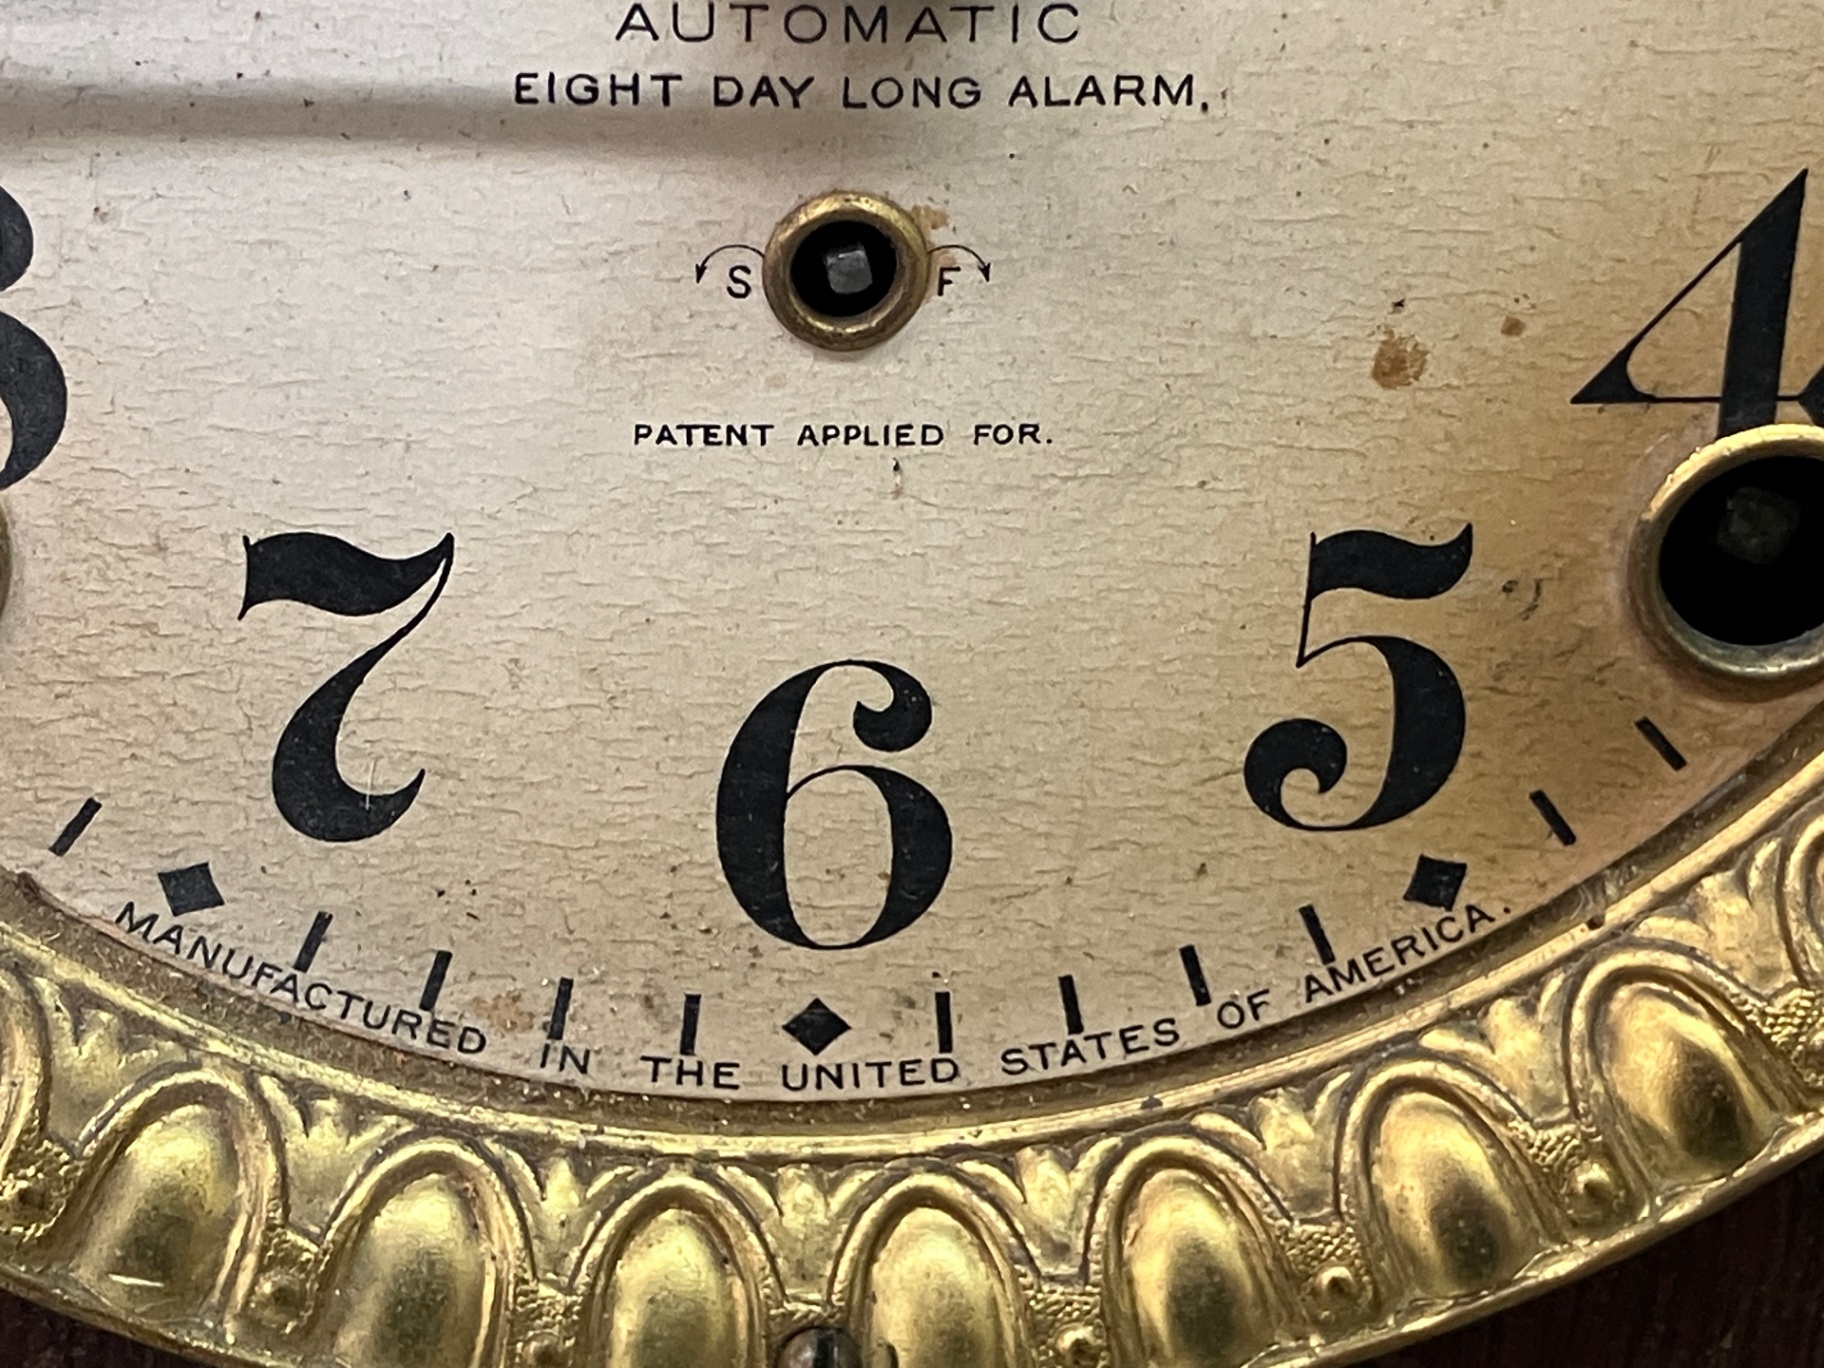 AUTOMATIC
EIGHT DAY LONG ALARM.
S F
8 4
PATENT APPLIED FOR.
7 5
6
MANUFACTURED IN THE UNITED STATES OF AMERICA.